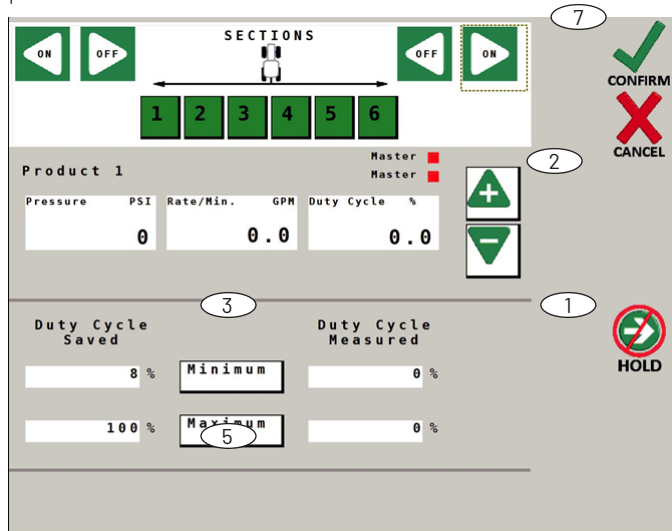 7
SECTIONS
ON OFF OFF ON
CONFIRM
1 2 3 4 5 6
CANCEL
Master
2
Product 1
Master
Pressure PSI Rate/Min. GPM Duty Cycle %
+
0 0.0 0.0
−
3
1
Duty Cycle Saved
Duty Cycle Measured
HOLD
8 % Minimum 0 %
100 % Maximum 0 %
5